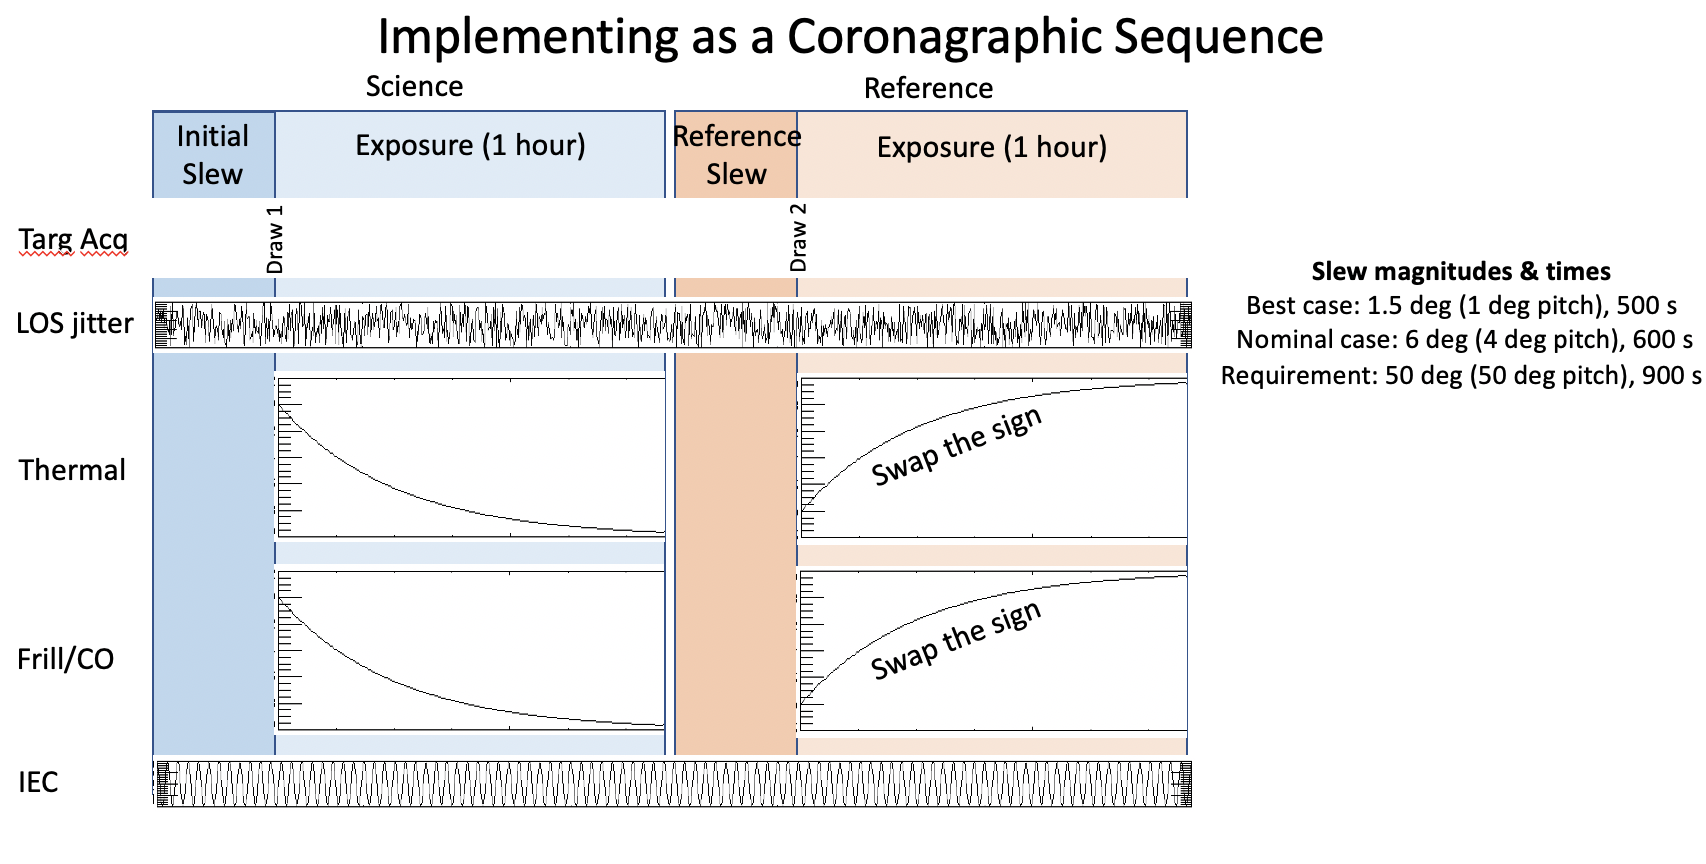 Implementing as a Coronagraphic Sequence
Science
Reference
Initial
Slew
Exposure (1 hour)
Reference
Slew
Exposure (1 hour)
Targ Acq
Draw 1
Draw 2
Slew magnitudes & times
Best case: 1.5 deg (1 deg pitch), 500 s
Nominal case: 6 deg (4 deg pitch), 600 s
Requirement: 50 deg (50 deg pitch), 900 s
LOS jitter
Thermal
Swap the sign
Frill/CO
Swap the sign
IEC